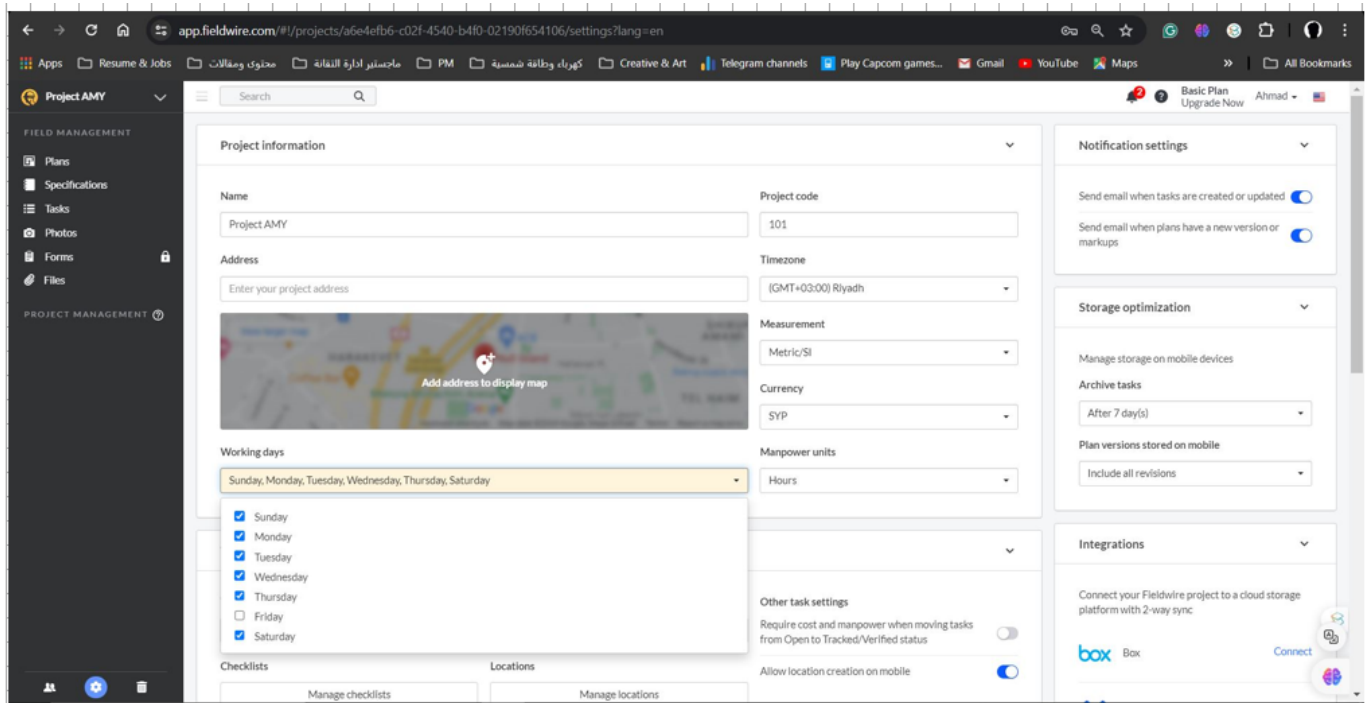 app.fieldwire.com/#!/projects/a6e4efb6-c02f-4540-b4f0-02190f654106/settings?lang=en
Apps
Resume & Jobs
محتوى ومقالات
ماجستير ادارة التقانة
PM
كهرباء وطاقة شمسية
Creative & Art
Telegram channels
Play Capcom games...
Gmail
YouTube
Maps
»
All Bookmarks
Project AMY
Search
2
Basic Plan
Upgrade Now
Ahmad
FIELD MANAGEMENT
Plans
Specifications
Tasks
Photos
Forms
Files
PROJECT MANAGEMENT
Project information
Name
Project AMY
Project code
101
Address
Enter your project address
Timezone
(GMT+03:00) Riyadh
Add address to display map
Measurement
Metric/SI
Currency
SYP
Working days
Sunday, Monday, Tuesday, Wednesday, Thursday, Saturday
Manpower units
Hours
Sunday
Monday
Tuesday
Wednesday
Thursday
Friday
Saturday
Other task settings
Require cost and manpower when moving tasks
from Open to Tracked/Verified status
Allow location creation on mobile
Checklists
Manage checklists
Locations
Manage locations
Notification settings
Send email when tasks are created or updated
Send email when plans have a new version or
markups
Storage optimization
Manage storage on mobile devices
Archive tasks
After 7 day(s)
Plan versions stored on mobile
Include all revisions
Integrations
Connect your Fieldwire project to a cloud storage
platform with 2-way sync
box
Box
Connect